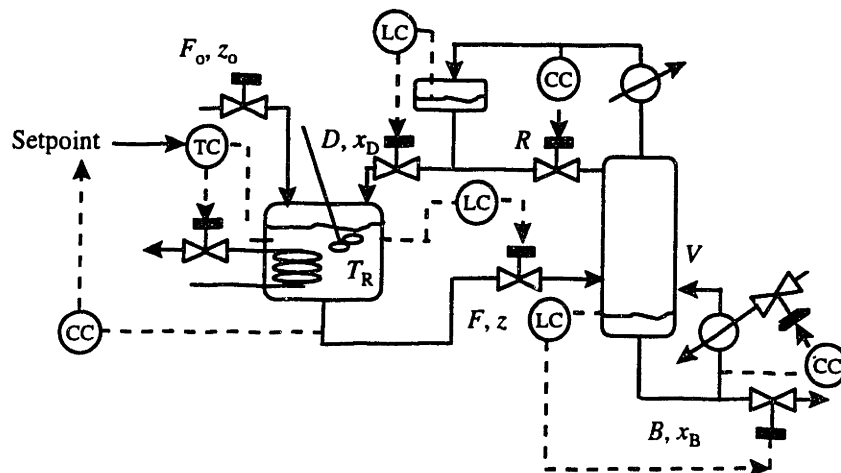 LC
F₀, z₀
CC
Setpoint
TC
D, x_D
R
LC
T_R
V
CC
F, z
LC
CC
B, x_B